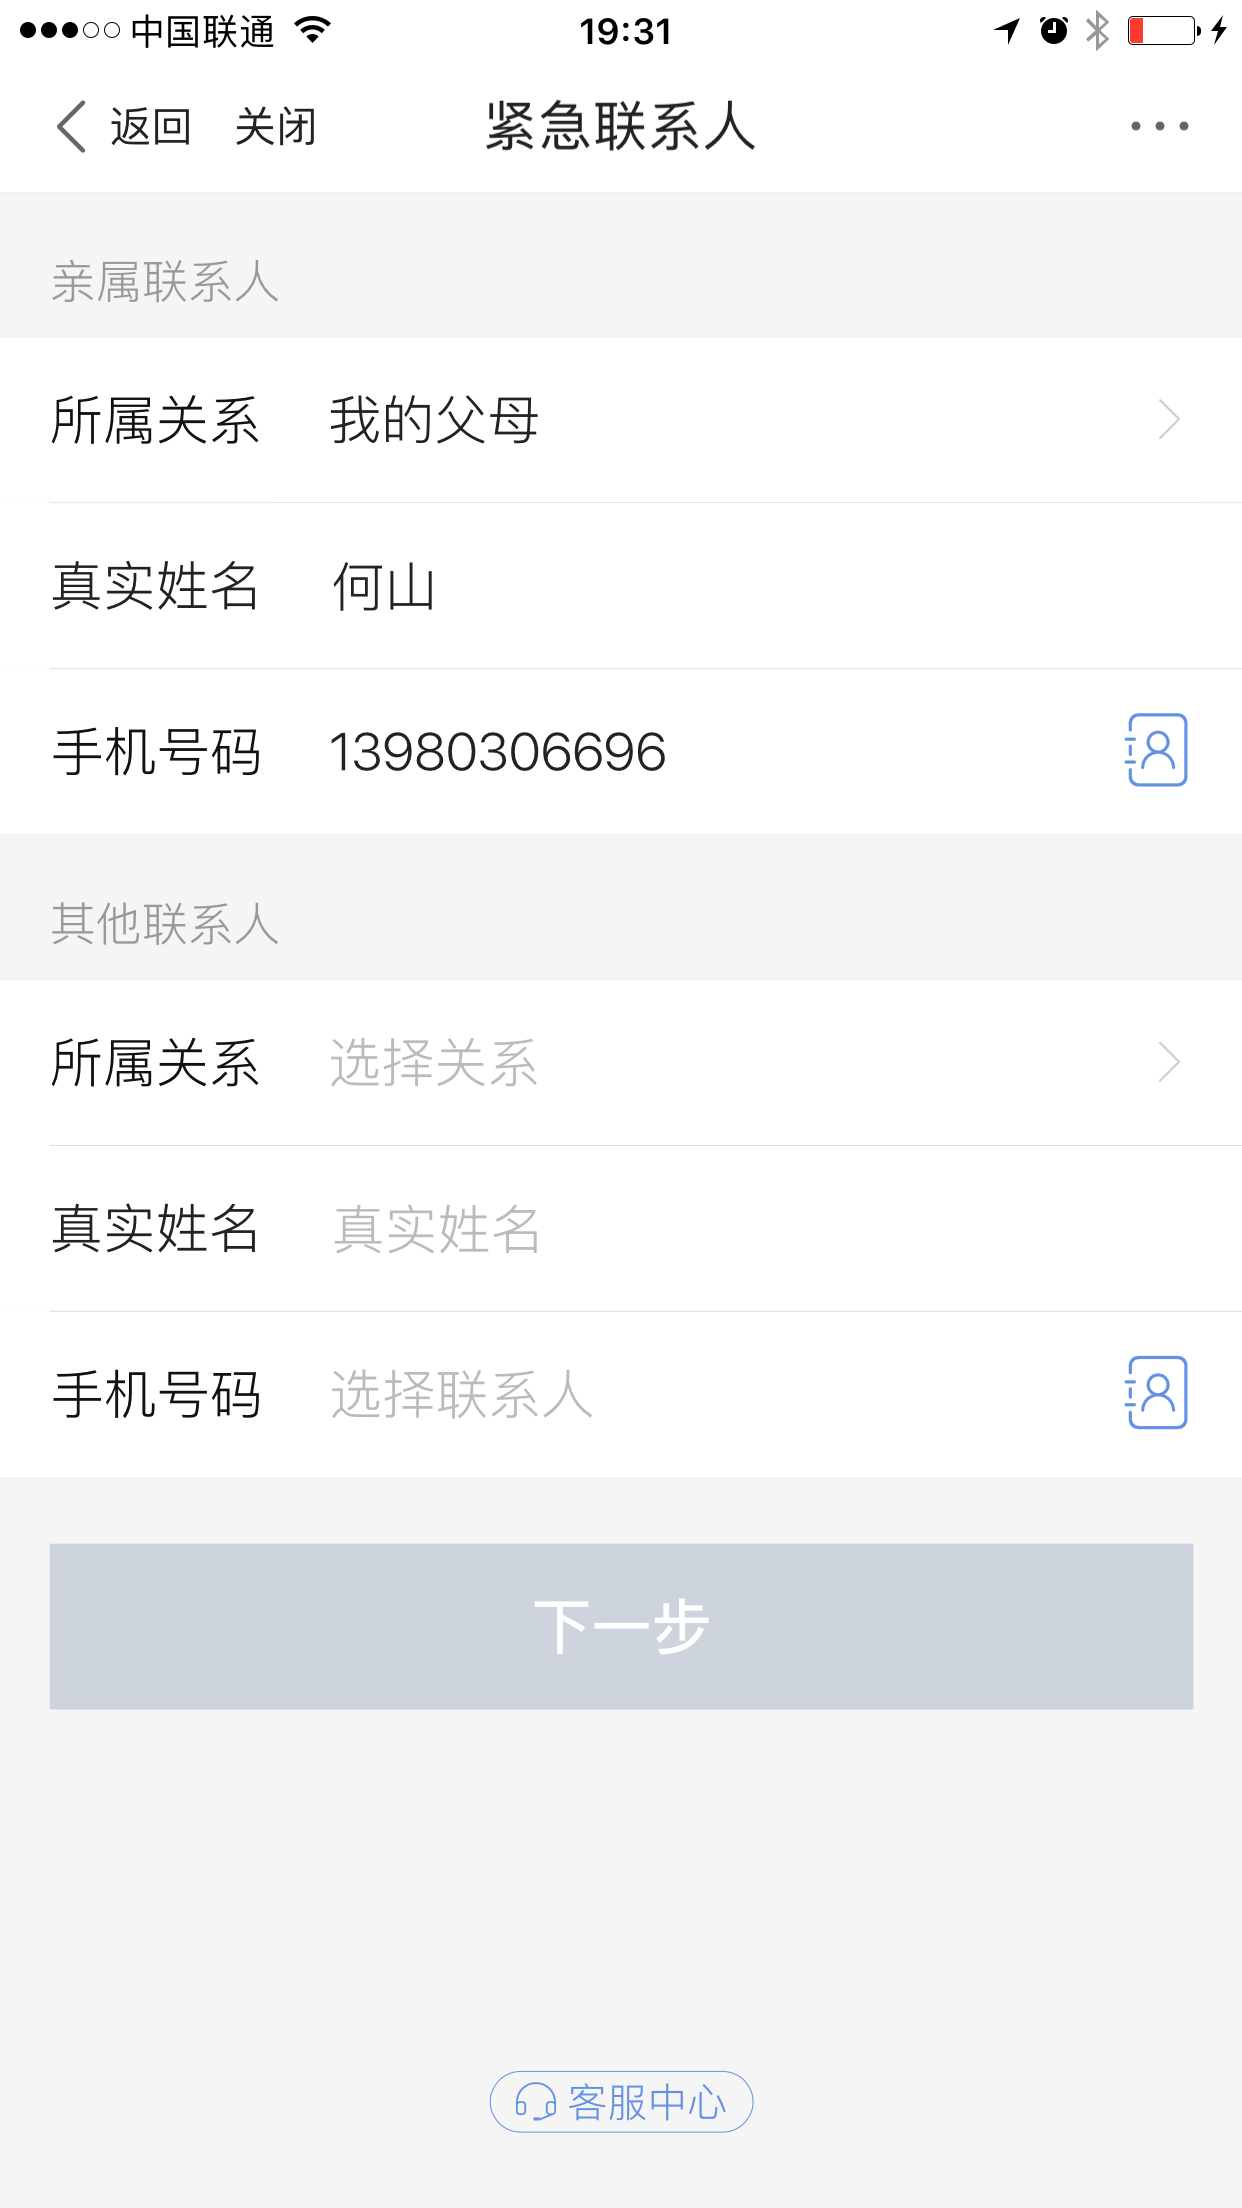 中国联通 19:31
返回 关闭 紧急联系人
亲属联系人
所属关系 我的父母
真实姓名 何山
手机号码 13980306696
其他联系人
所属关系 选择关系
真实姓名 真实姓名
手机号码 选择联系人
下一步
客服中心